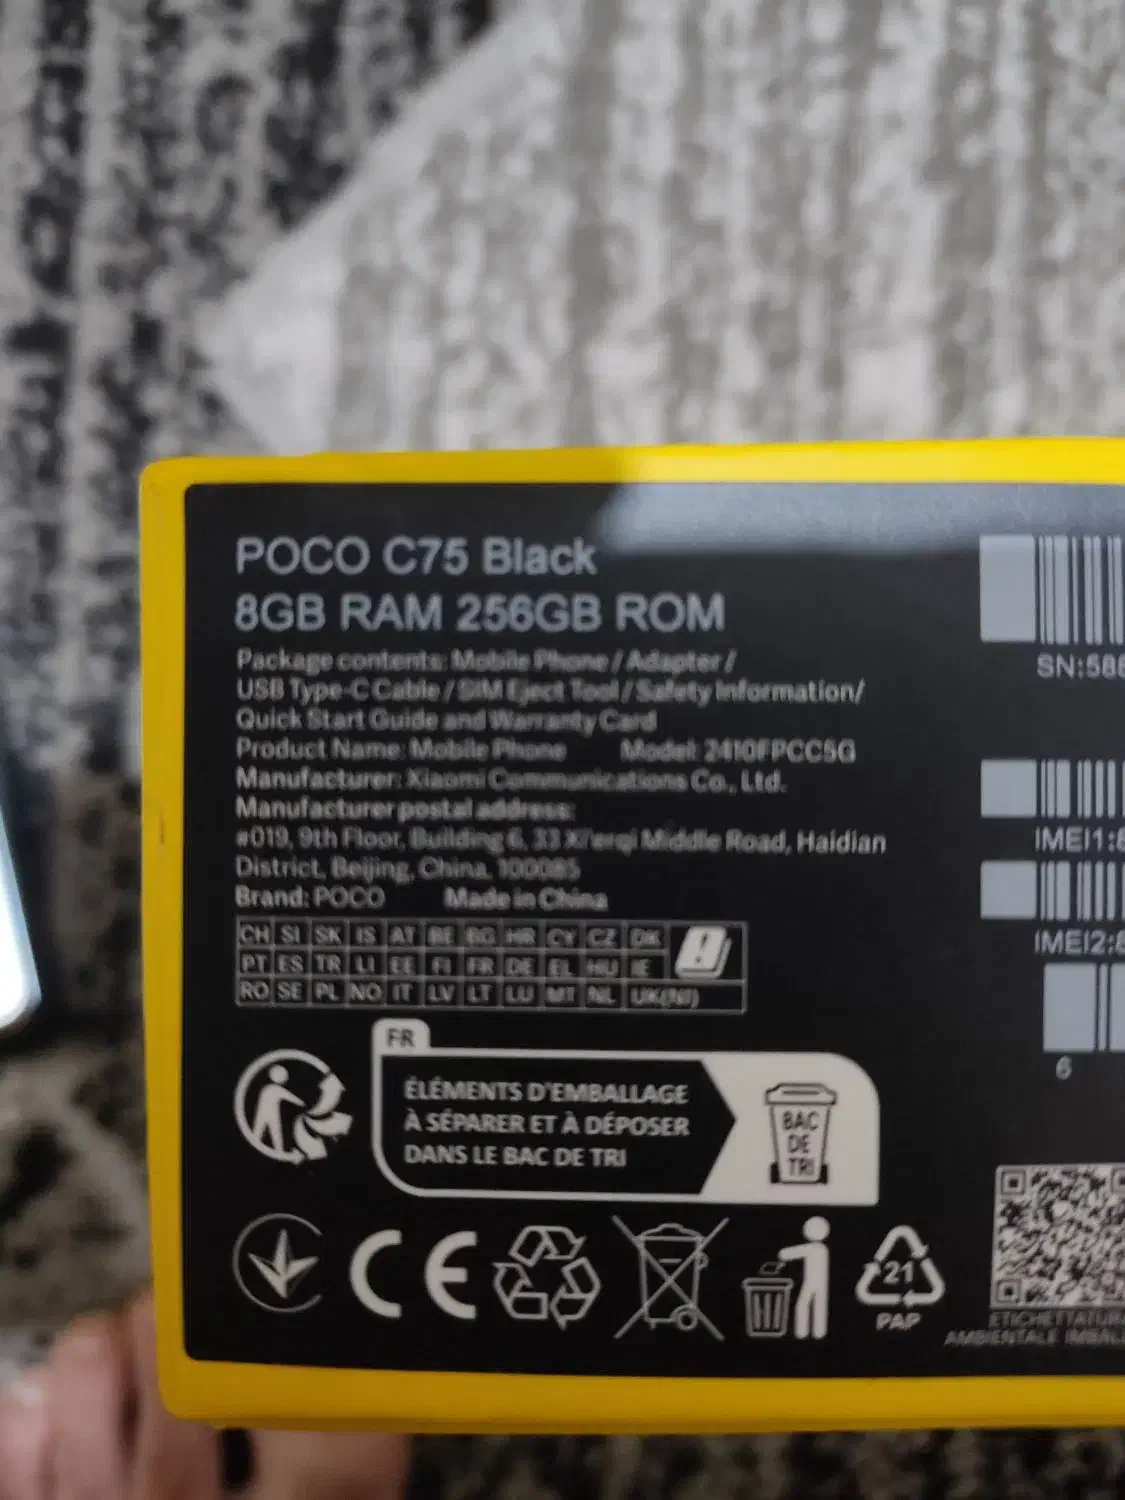 POCO C75 Black
8GB RAM 256GB ROM
Package contents: Mobile Phone / Adapter /
USB Type-C Cable / SIM Eject Tool / Safety Information/
Quick Start Guide and Warranty Card
Product Name: Mobile Phone Model: 2410FPCC5G
Manufacturer: Xiaomi Communications Co., Ltd.
Manufacturer postal address:
#019, 9th Floor, Building 6, 33 Xi'erqi Middle Road, Haidian
District, Beijing, China, 100085
Brand: POCO Made in China
CH SI SK IS AT BE BG HR CY CZ DK
PT ES TR LI EE FI FR DE EL HU IE
RO SE PL NO IT LV LT LU MT NL UK(NI)
FR
ÉLÉMENTS D'EMBALLAGE
À SÉPARER ET À DÉPOSER
DANS LE BAC DE TRI
BAC
DE
TRI
CE
21
PAP
SN:588
IMEI1:8
IMEI2:8
6
ETICHETTATURA
AMBIENTALE IMBAL